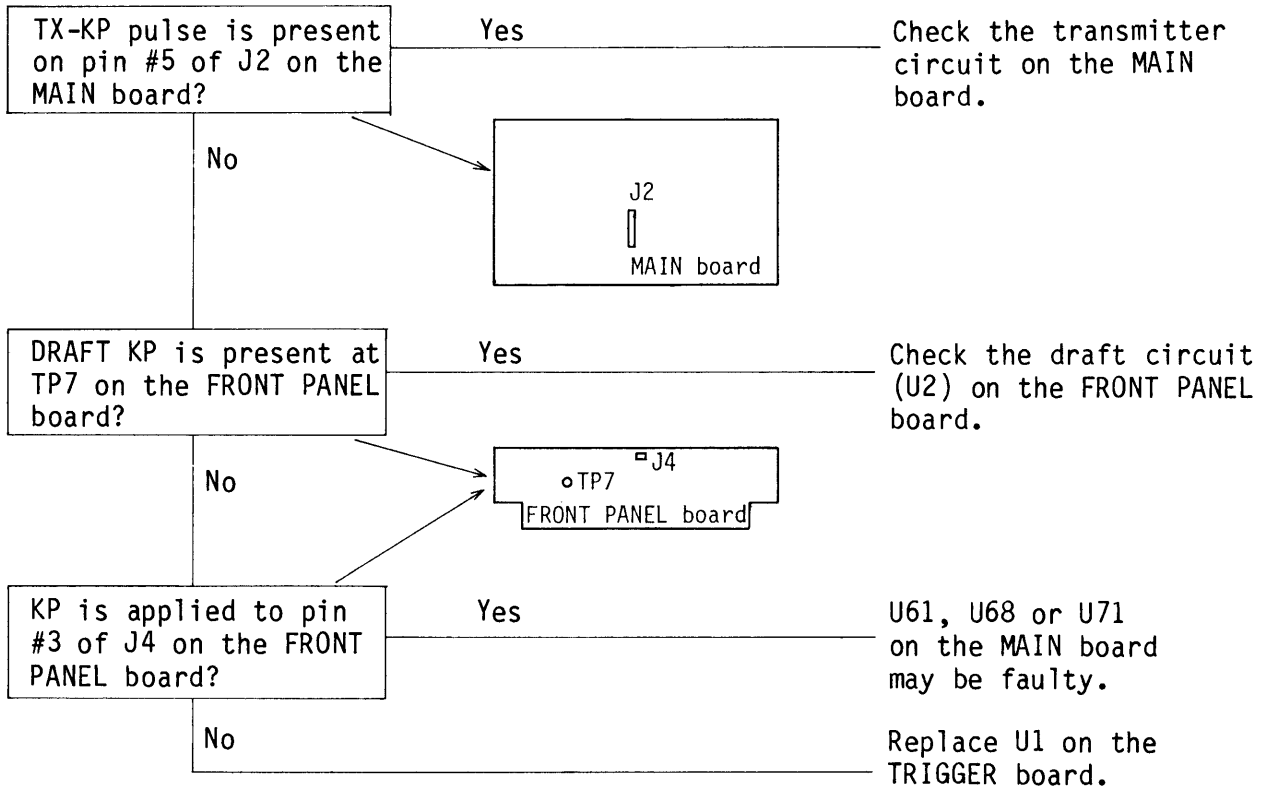 TX-KP pulse is present
on pin #5 of J2 on the
MAIN board?
Yes
Check the transmitter
circuit on the MAIN
board.
No
J2
MAIN board
DRAFT KP is present at
TP7 on the FRONT PANEL
board?
Yes
Check the draft circuit
(U2) on the FRONT PANEL
board.
No
J4
TP7
FRONT PANEL board
KP is applied to pin
#3 of J4 on the FRONT
PANEL board?
Yes
U61, U68 or U71
on the MAIN board
may be faulty.
No
Replace U1 on the
TRIGGER board.